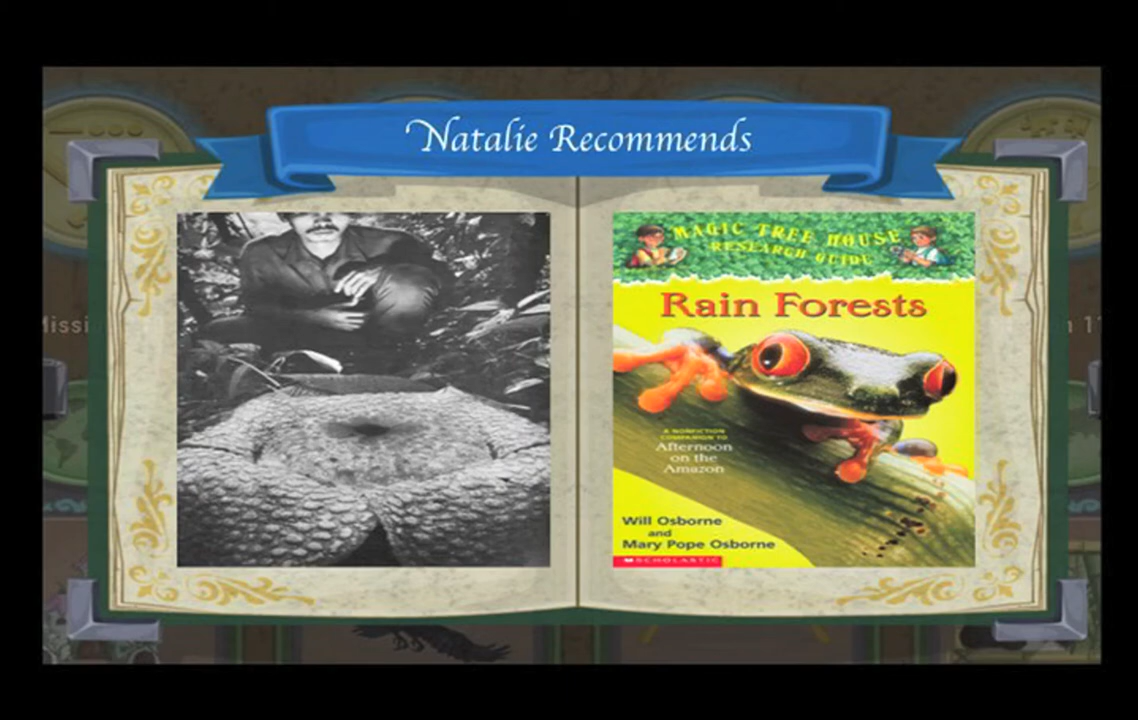 Natalie Recommends
MAGIC TREE HOUSE
RESEARCH GUIDE
Rain Forests
A NONFICTION
COMPANION TO
Afternoon
on the
Amazon
Will Osborne
and
Mary Pope Osborne
SCHOLASTIC